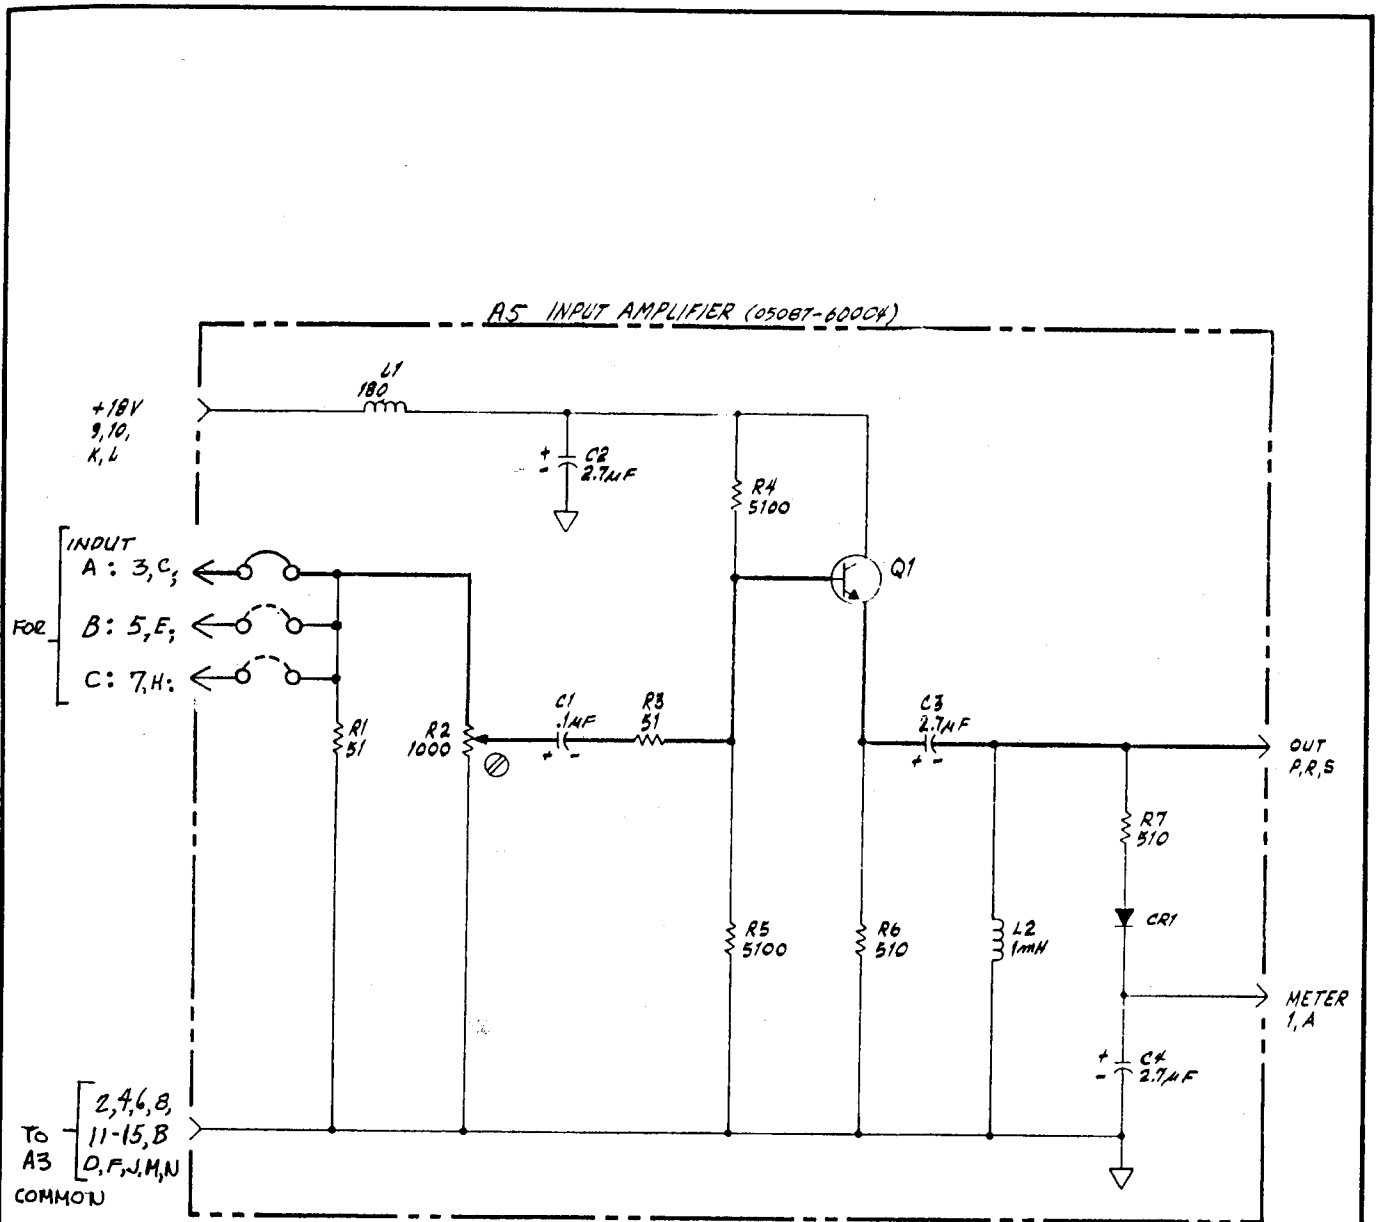 A5 INPUT AMPLIFIER (05087-60004)
L1
180
+18V
9,10,
K,L
+
-
C2
2.7µF
R4
5100
INPUT
A: 3,C;
Q1
FOR
B: 5,E;
C: 7,H:
R1
51
R2
1000
C1
.1µF
+ -
R3
51
C3
2.7µF
+ -
OUT
P,R,S
R7
510
R5
5100
R6
510
L2
1mH
CR1
METER
1,A
+
-
C4
2.7µF
2,4,6,8,
TO
A3
11-15,B
D,F,J,M,N
COMMON